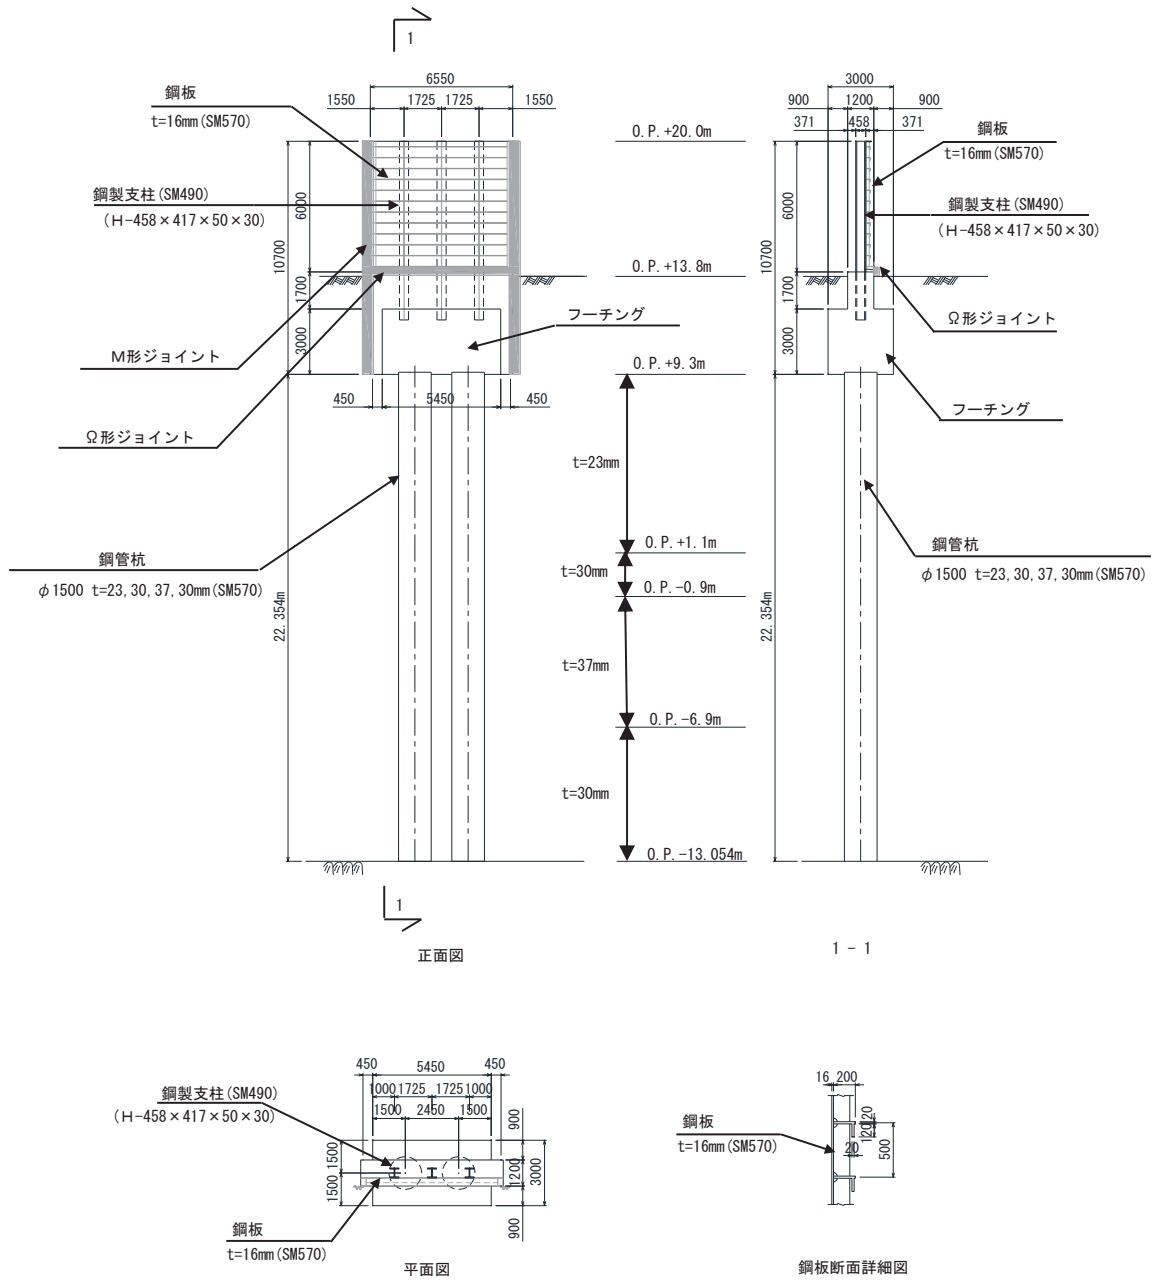 1
6550
1550
1725
1725
1550
鋼板
t=16mm(SM570)
鋼製支柱(SM490)
(H-458×417×50×30)
10700
6000
1700
3000
M形ジョイント
Ω形ジョイント
フーチング
450
5450
450
鋼管杭
φ1500 t=23,30,37,30mm(SM570)
22.354m
1
正面図
O.P.+20.0m
O.P.+13.8m
O.P.+9.3m
t=23mm
O.P.+1.1m
t=30mm
O.P.-0.9m
t=37mm
O.P.-6.9m
t=30mm
O.P.-13.054m
3000
900
1200
900
371
458
371
鋼板
t=16mm(SM570)
鋼製支柱(SM490)
(H-458×417×50×30)
10700
6000
1700
3000
Ω形ジョイント
フーチング
鋼管杭
φ1500 t=23,30,37,30mm(SM570)
22.354m
1 - 1
450
5450
450
1000
1725
1725
1000
1500
2450
1500
鋼製支柱(SM490)
(H-458×417×50×30)
1500
1500
900
1200
3000
900
鋼板
t=16mm(SM570)
平面図
16
200
鋼板
t=16mm(SM570)
20
120
20
500
鋼板断面詳細図